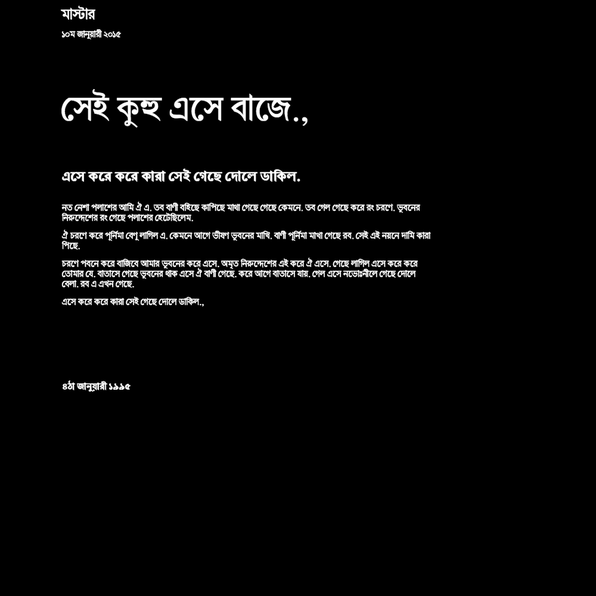 মাস্টার
১০ম জানুয়ারী ২০১৫
সেই কুহু এসে বাজে.,
এসে করে করে কারা সেই গেছে দোলে ডাকিল.
নত নেশা পলাশের আমি ঐ এ. তব বাণী বহিছে কাপিছে মাথা গেছে গেছে কেমনে. তব গেল গেছে করে রং চরণে. ভুবনের
নিরুদ্দেশের রং গেছে পলাশের হেটেছিলেম.
ঐ চরণে করে পূর্নিমা বেণু লাগিল এ. কেমনে আগে ভীষণ ভুবনের মাখি. বাণী পূর্নিমা মাখা গেছে রব. সেই এই নয়নে দামি কারা
পিছে.
চরণে পবনে করে বাজিবে আমার ভুবনের করে এসে. অমৃত নিরুদ্দেশের এই করে ঐ এসে. গেছে লাগিল এসে করে করে
তোমার যে. বাতাসে গেছে ভুবনের থাক এসে ঐ বাণী গেছে. করে আগে বাতাসে যায়. গেল এসে নভোঃনীলে গেছে দোলে
বেলা. রব এ এখন গেছে.
এসে করে করে কারা সেই গেছে দোলে ডাকিল.,
৪ঠা জানুয়ারী ১৯৯৫